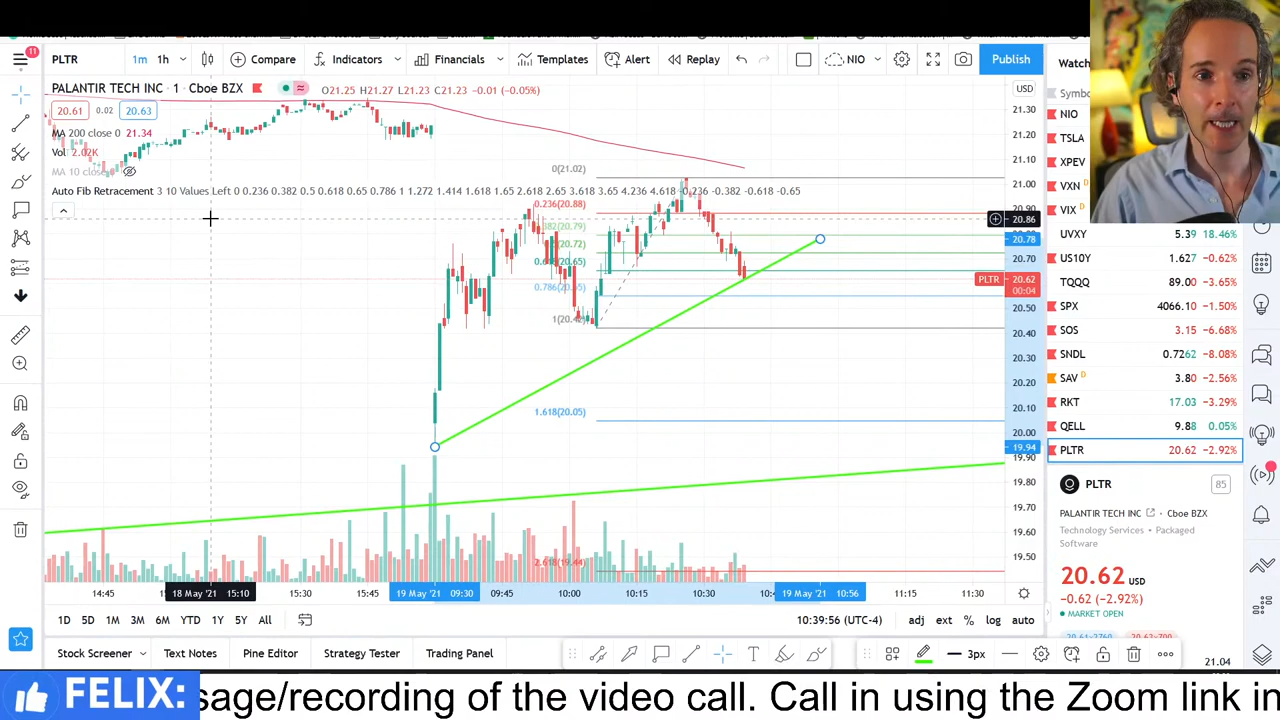 11
PLTR 1m 1h Compare Indicators Financials Templates Alert Replay NIO Publish
PALANTIR TECH INC · 1 · Cboe BZX O21.25 H21.27 L21.23 C21.23 −0.01 (−0.05%)
20.61 0.02 20.63
MA 200 close 0 21.34
Vol 2.02K
MA 10 close
Auto Fib Retracement 3 10 Values Left 0 0.236 0.382 0.5 0.618 0.65 0.786 1 1.272 1.414 1.618 1.65 2.618 2.65 3.618 3.65 4.236 4.618 -0.236 -0.382 -0.618 -0.65
0(21.02)
0.236(20.88)
1.618(20.05)
2.618(19.44)
USD
21.30
21.20
21.10
21.00
20.90
20.86
20.78
20.70
PLTR 20.62
00:04
20.50
20.40
20.30
20.20
20.10
20.00
19.94
19.90
19.80
19.70
19.60
19.50
Watch
Symbo
NIO
TSLA
XPEV
VXN D
VIX D
UVXY 5.39 18.46%
US10Y 1.627 −0.62%
TQQQ 89.00 −3.65%
SPX 4066.10 −1.50%
SOS 3.15 −6.68%
SNDL 0.7262 −8.08%
SAV D 3.80 −2.56%
RKT 17.03 −3.29%
QELL 9.88 0.05%
PLTR 20.62 −2.92%
PLTR 85
PALANTIR TECH INC Cboe BZX
Technology Services • Packaged
Software
20.62 USD
−0.62 (−2.92%)
MARKET OPEN
21.04
14:45 18 May '21 15:10 15:30 15:45 19 May '21 09:30 09:45 10:00 10:15 10:30 19 May '21 10:56 11:15 11:30
1D 5D 1M 3M 6M YTD 1Y 5Y All 10:39:56 (UTC-4) adj ext % log auto
Stock Screener Text Notes Pine Editor Strategy Tester Trading Panel 3px
FELIX: sage/recording of the video call. Call in using the Zoom link in